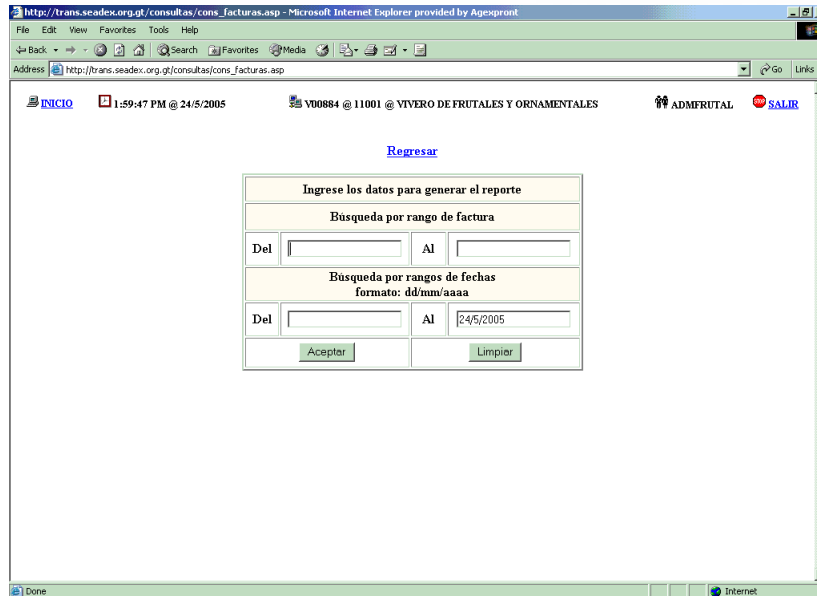 http://trans.seadex.org.gt/consultas/cons_facturas.asp - Microsoft Internet Explorer provided by Agexpront
File Edit View Favorites Tools Help
Back Search Favorites Media
Address http://trans.seadex.org.gt/consultas/cons_facturas.asp Go Links
INICIO 1:59:47 PM @ 24/5/2005 V00884 @ 11001 @ VIVERO DE FRUTALES Y ORNAMENTALES ADMFRUTAL STOP SALIR
Regresar
Ingrese los datos para generar el reporte
Búsqueda por rango de factura
Del Al
Búsqueda por rangos de fechas
formato: dd/mm/aaaa
Del Al 24/5/2005
Aceptar Limpiar
Done Internet